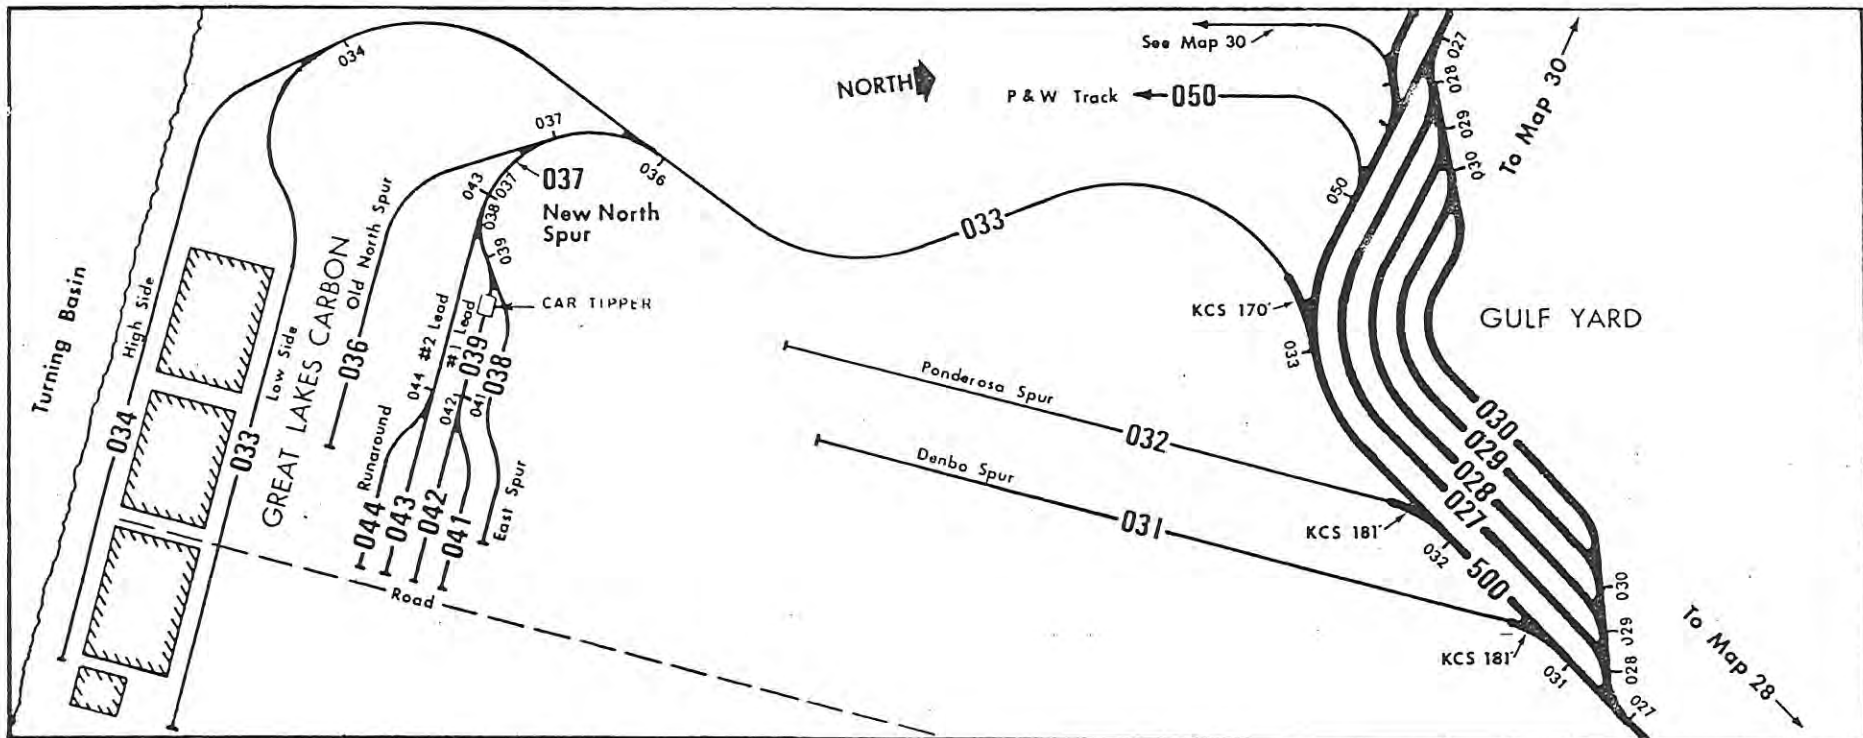 034
See Map 30
027
028
NORTH
P & W Track
050
029
To Map 30
030
037
036
043
037
037
New North
Spur
038
039
050
033
Old North Spur
GREAT LAKES CARBON
High Side
Turning Basin
Low Side
CAR TIPPER
KCS 170'
GULF YARD
033
036
#2 Lead
#1 Lead
039
038
044
042
041
Ponderosa Spur
032
034
033
Runaround
044
043
042
041
East Spur
Denbo Spur
031
030
029
028
027
500
KCS 181'
032
Road
KCS 181'
031
030
029
028
027
To Map 28